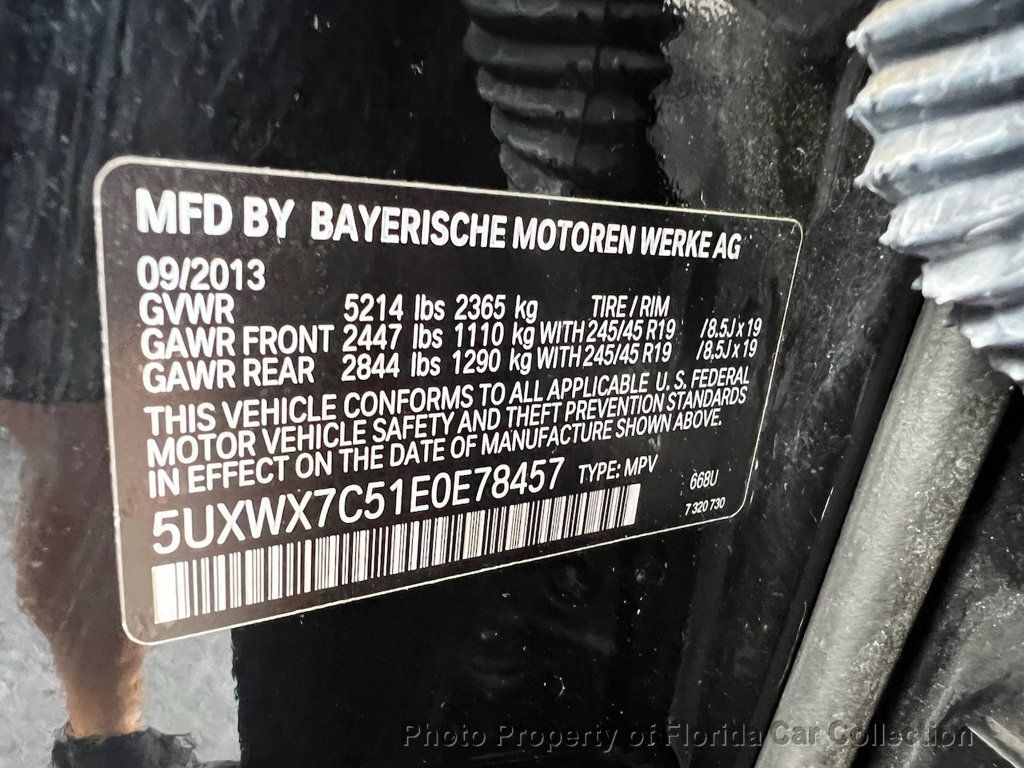 MFD BY BAYERISCHE MOTOREN WERKE AG
09/2013
GVWR 5214 lbs 2365 kg TIRE / RIM
GAWR FRONT 2447 lbs 1110 kg WITH 245/45 R19 /8.5J x 19
GAWR REAR 2844 lbs 1290 kg WITH 245/45 R19 /8.5J x 19
THIS VEHICLE CONFORMS TO ALL APPLICABLE U. S. FEDERAL
MOTOR VEHICLE SAFETY AND THEFT PREVENTION STANDARDS
IN EFFECT ON THE DATE OF MANUFACTURE SHOWN ABOVE.
5UXWX7C51E0E78457 TYPE: MPV 668U
7 320 730
Photo Property of Florida Car Collection